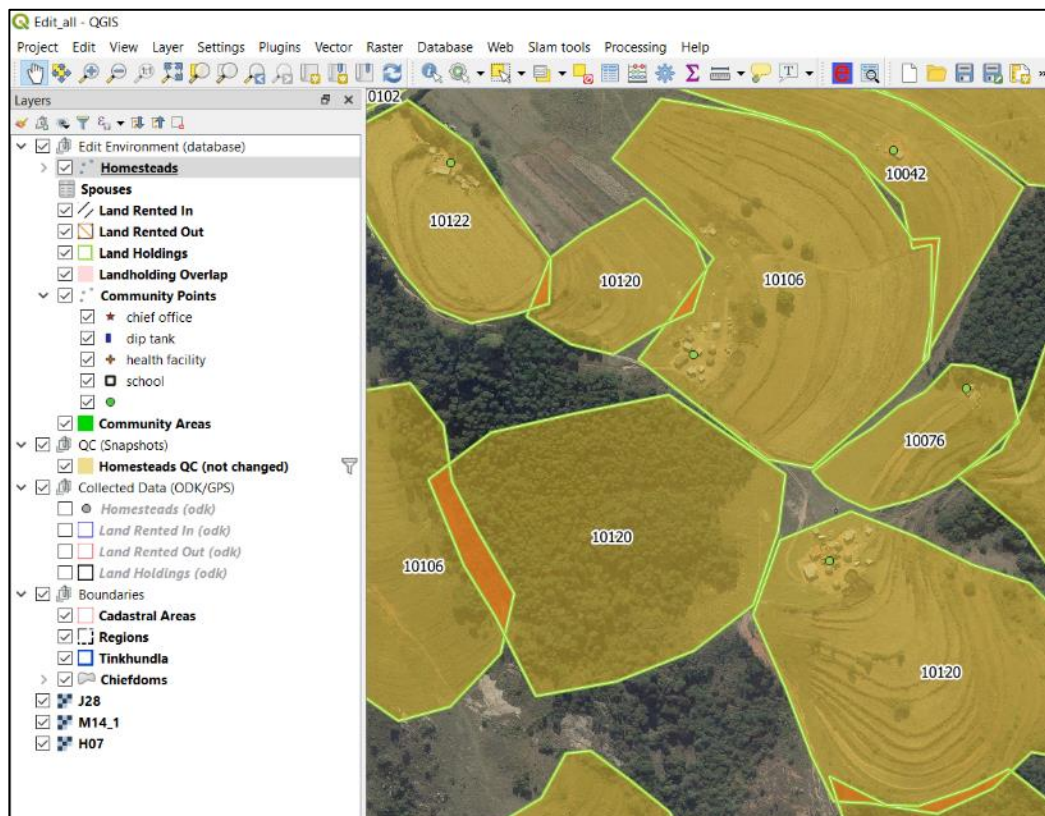 Edit_all - QGIS
Project Edit View Layer Settings Plugins Vector Raster Database Web Slam tools Processing Help
Layers
Edit Environment (database)
Homesteads
Spouses
Land Rented In
Land Rented Out
Land Holdings
Landholding Overlap
Community Points
chief office
dip tank
health facility
school
Community Areas
QC (Snapshots)
Homesteads QC (not changed)
Collected Data (ODK/GPS)
Homesteads (odk)
Land Rented In (odk)
Land Rented Out (odk)
Land Holdings (odk)
Boundaries
Cadastral Areas
Regions
Tinkhundla
Chiefdoms
J28
M14_1
H07
0102
10042
10122
10120
10106
10076
10120
10106
10120